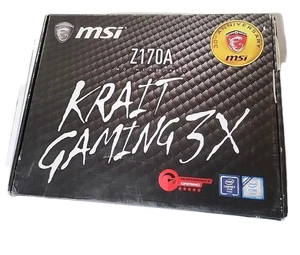 msi
30TH ANNIVERSARY
msi
Z170A
KRAIT
GAMING 3X